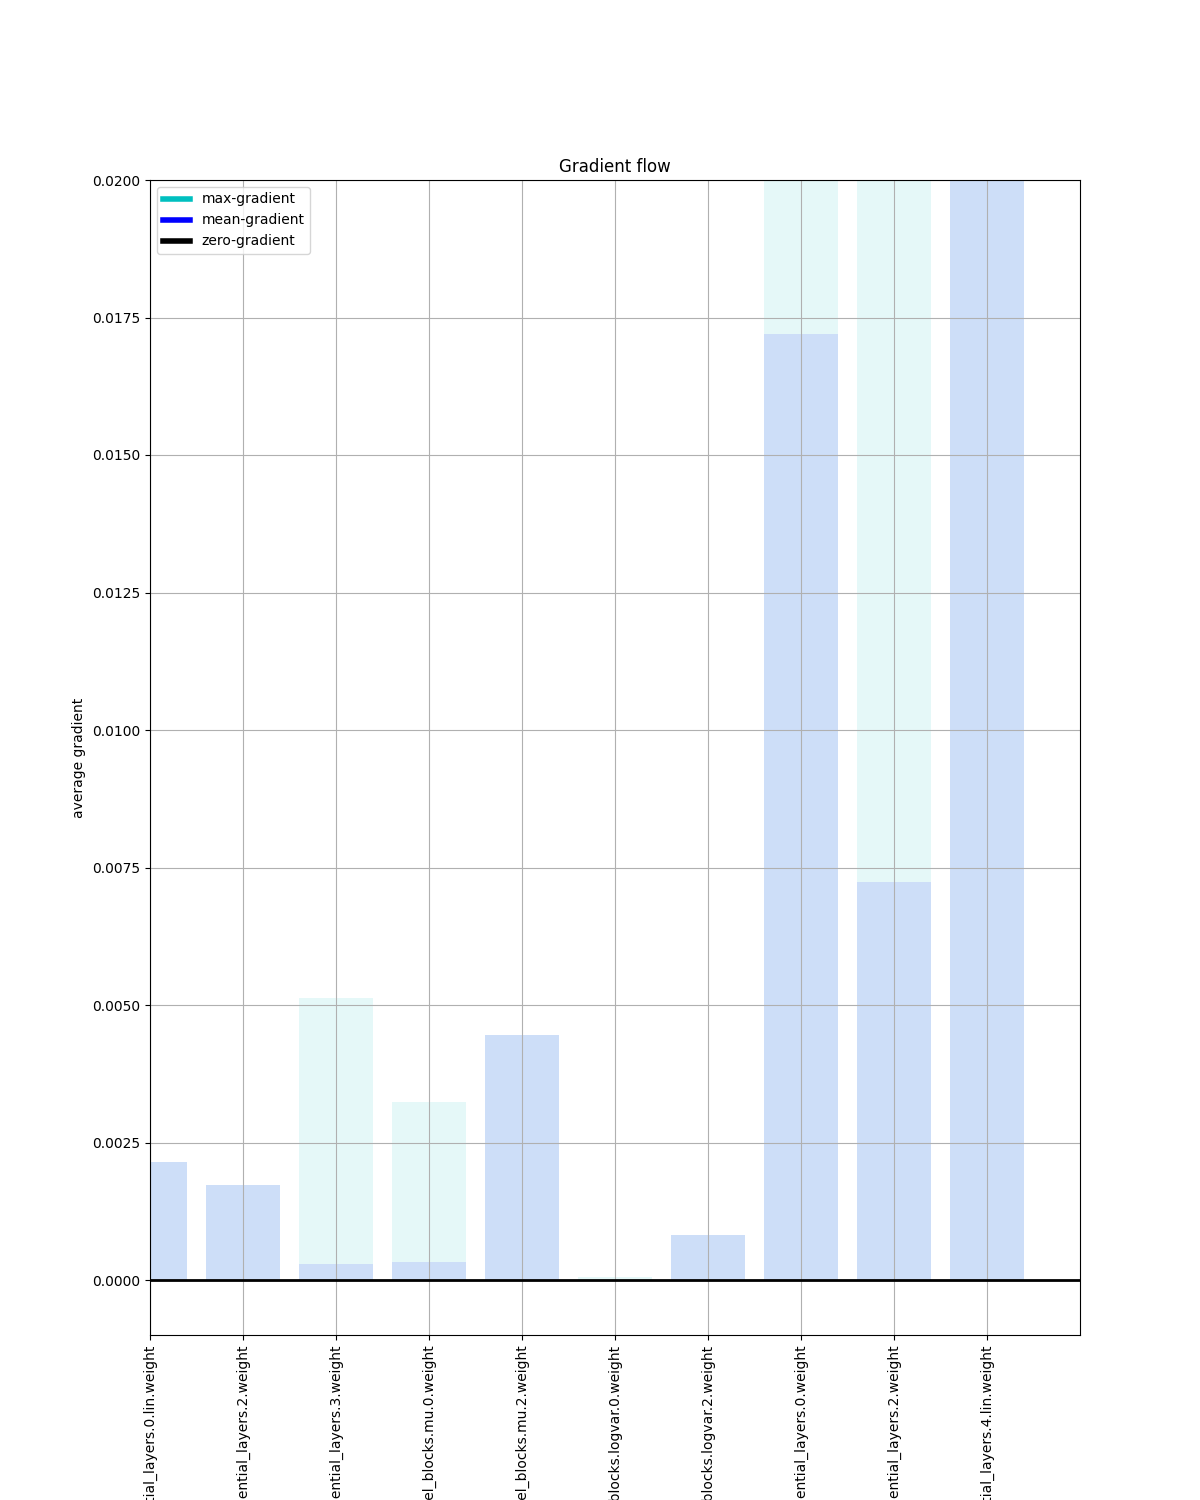 Gradient flow
max-gradient
mean-gradient
zero-gradient
0.0200
0.0175
0.0150
0.0125
0.0100
0.0075
0.0050
0.0025
0.0000
average gradient
tial_layers.0.lin.weight
ential_layers.2.weight
ential_layers.3.weight
el_blocks.mu.0.weight
el_blocks.mu.2.weight
blocks.logvar.0.weight
blocks.logvar.2.weight
ential_layers.0.weight
ential_layers.2.weight
tial_layers.4.lin.weight